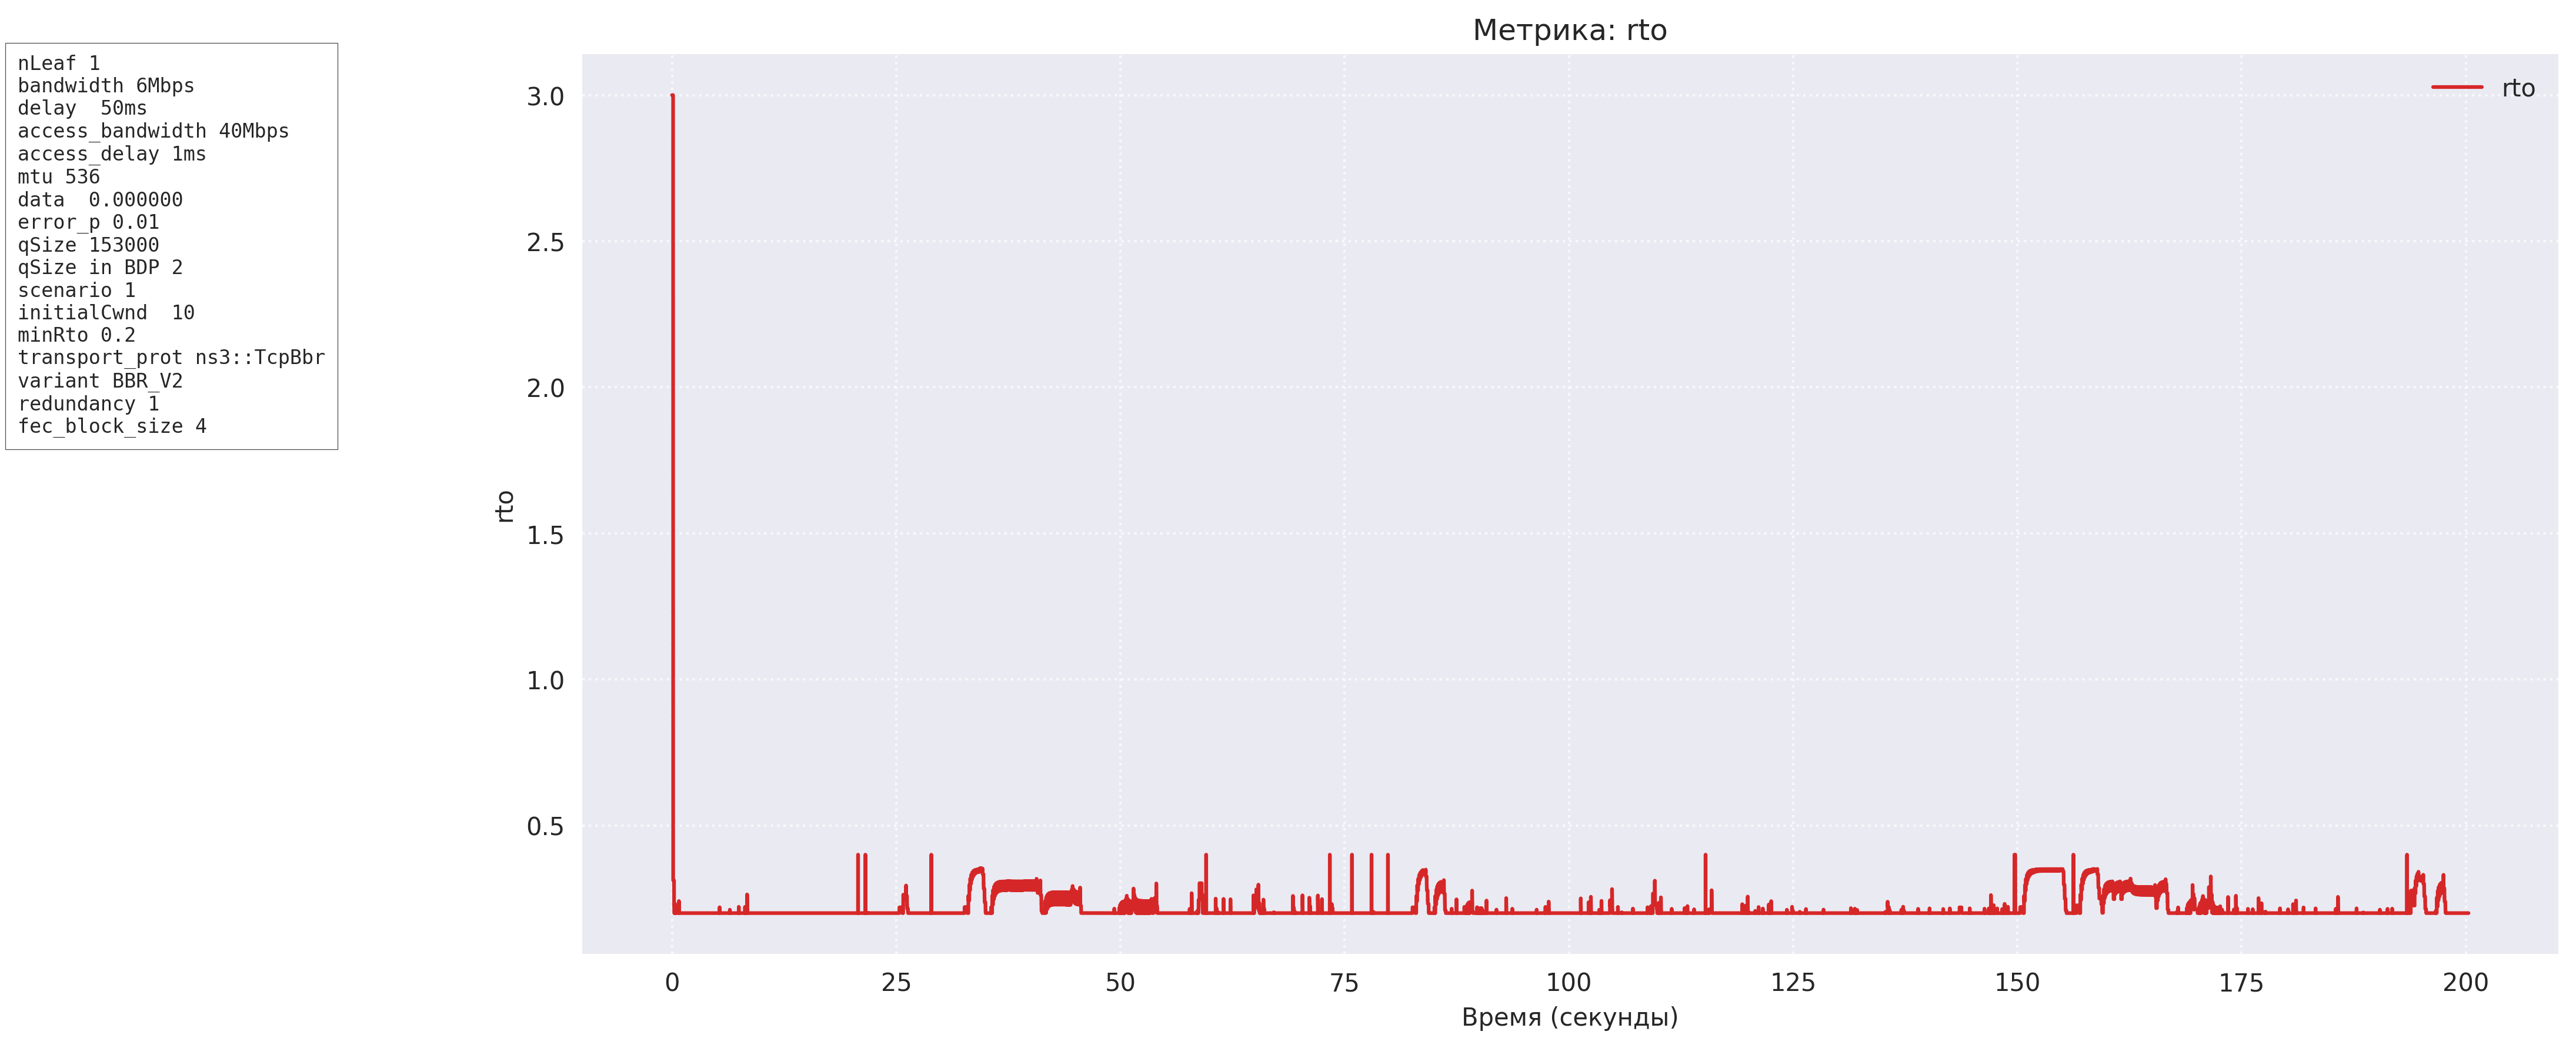 Метрика: rto
nLeaf 1
bandwidth 6Mbps
delay  50ms
access_bandwidth 40Mbps
access_delay 1ms
mtu 536
data  0.000000
error_p 0.01
qSize 153000
qSize in BDP 2
scenario 1
initialCwnd  10
minRto 0.2
transport_prot ns3::TcpBbr
variant BBR_V2
redundancy 1
fec_block_size 4
rto
3.0
2.5
2.0
1.5
1.0
0.5
rto
0 25 50 75 100 125 150 175 200
Время (секунды)